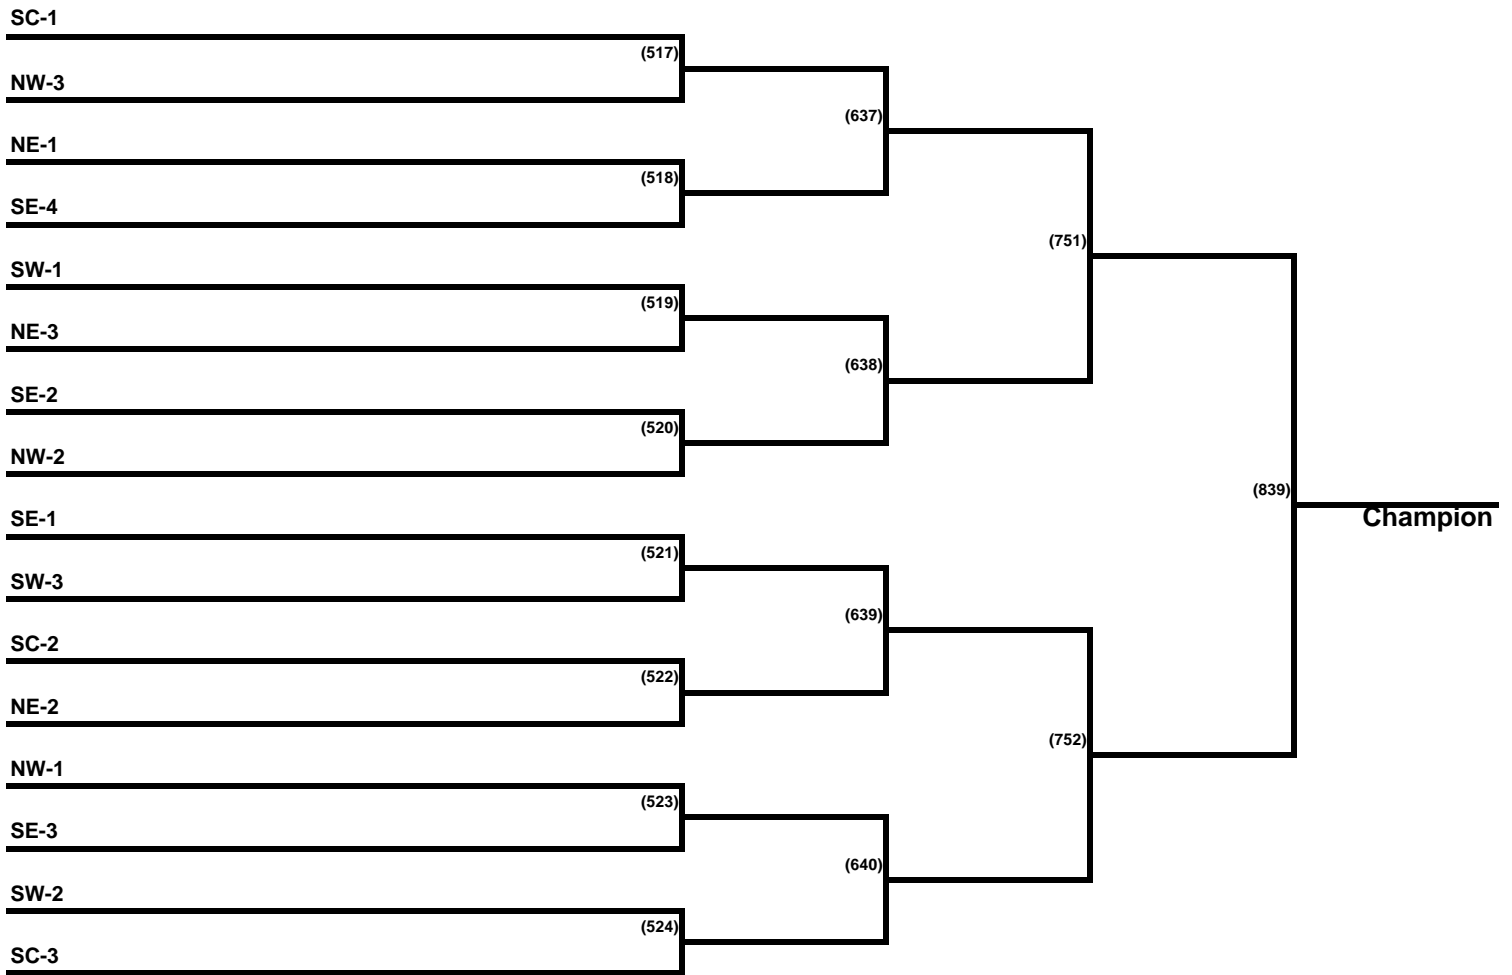 SC-1
(517)
NW-3
(637)
NE-1
(518)
SE-4
(751)
SW-1
(519)
NE-3
(638)
SE-2
(520)
NW-2
(839)
Champion
SE-1
(521)
SW-3
(639)
SC-2
(522)
NE-2
(752)
NW-1
(523)
SE-3
(640)
SW-2
(524)
SC-3